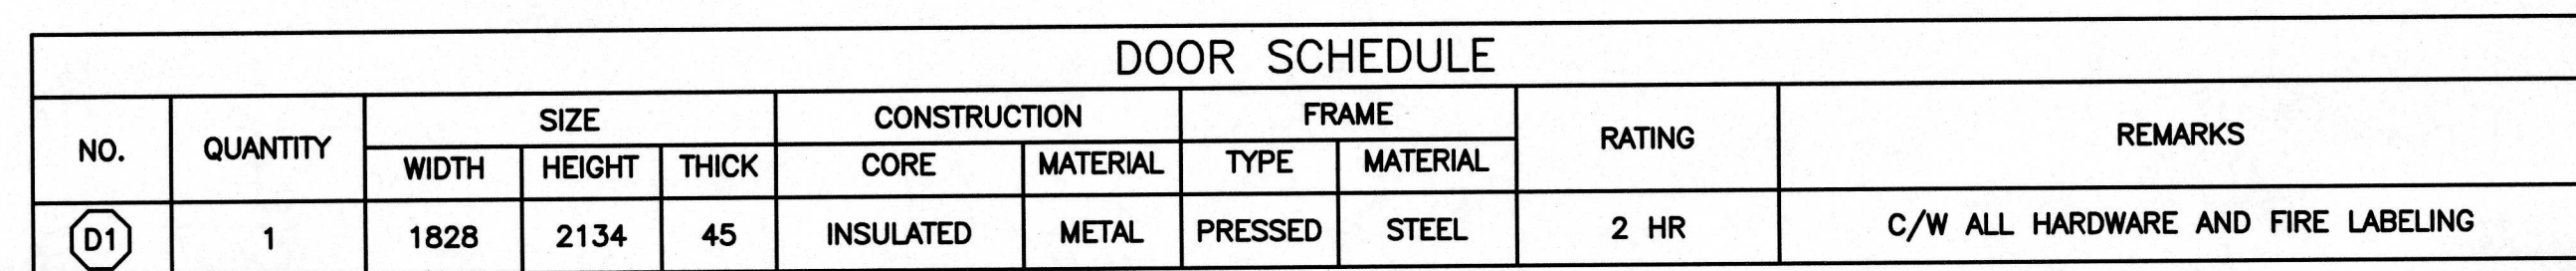 DOOR SCHEDULE
NO. QUANTITY SIZE CONSTRUCTION FRAME RATING REMARKS
WIDTH HEIGHT THICK CORE MATERIAL TYPE MATERIAL
D1 1 1828 2134 45 INSULATED METAL PRESSED STEEL 2 HR C/W ALL HARDWARE AND FIRE LABELING